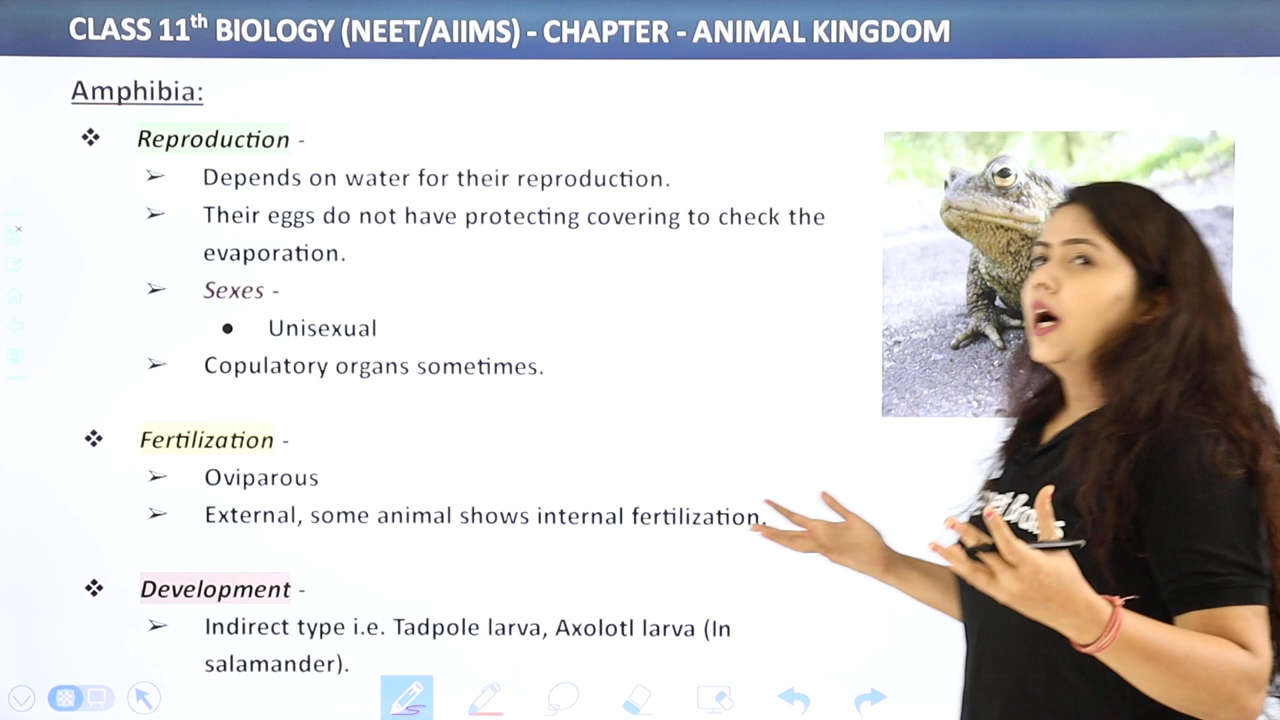 CLASS 11th BIOLOGY (NEET/AIIMS) - CHAPTER - ANIMAL KINGDOM
Amphibia:
❖ Reproduction -
➢ Depends on water for their reproduction.
➢ Their eggs do not have protecting covering to check the
evaporation.
➢ Sexes -
● Unisexual
➢ Copulatory organs sometimes.
❖ Fertilization -
➢ Oviparous
➢ External, some animal shows internal fertilization.
❖ Development -
➢ Indirect type i.e. Tadpole larva, Axolotl larva (In
salamander).